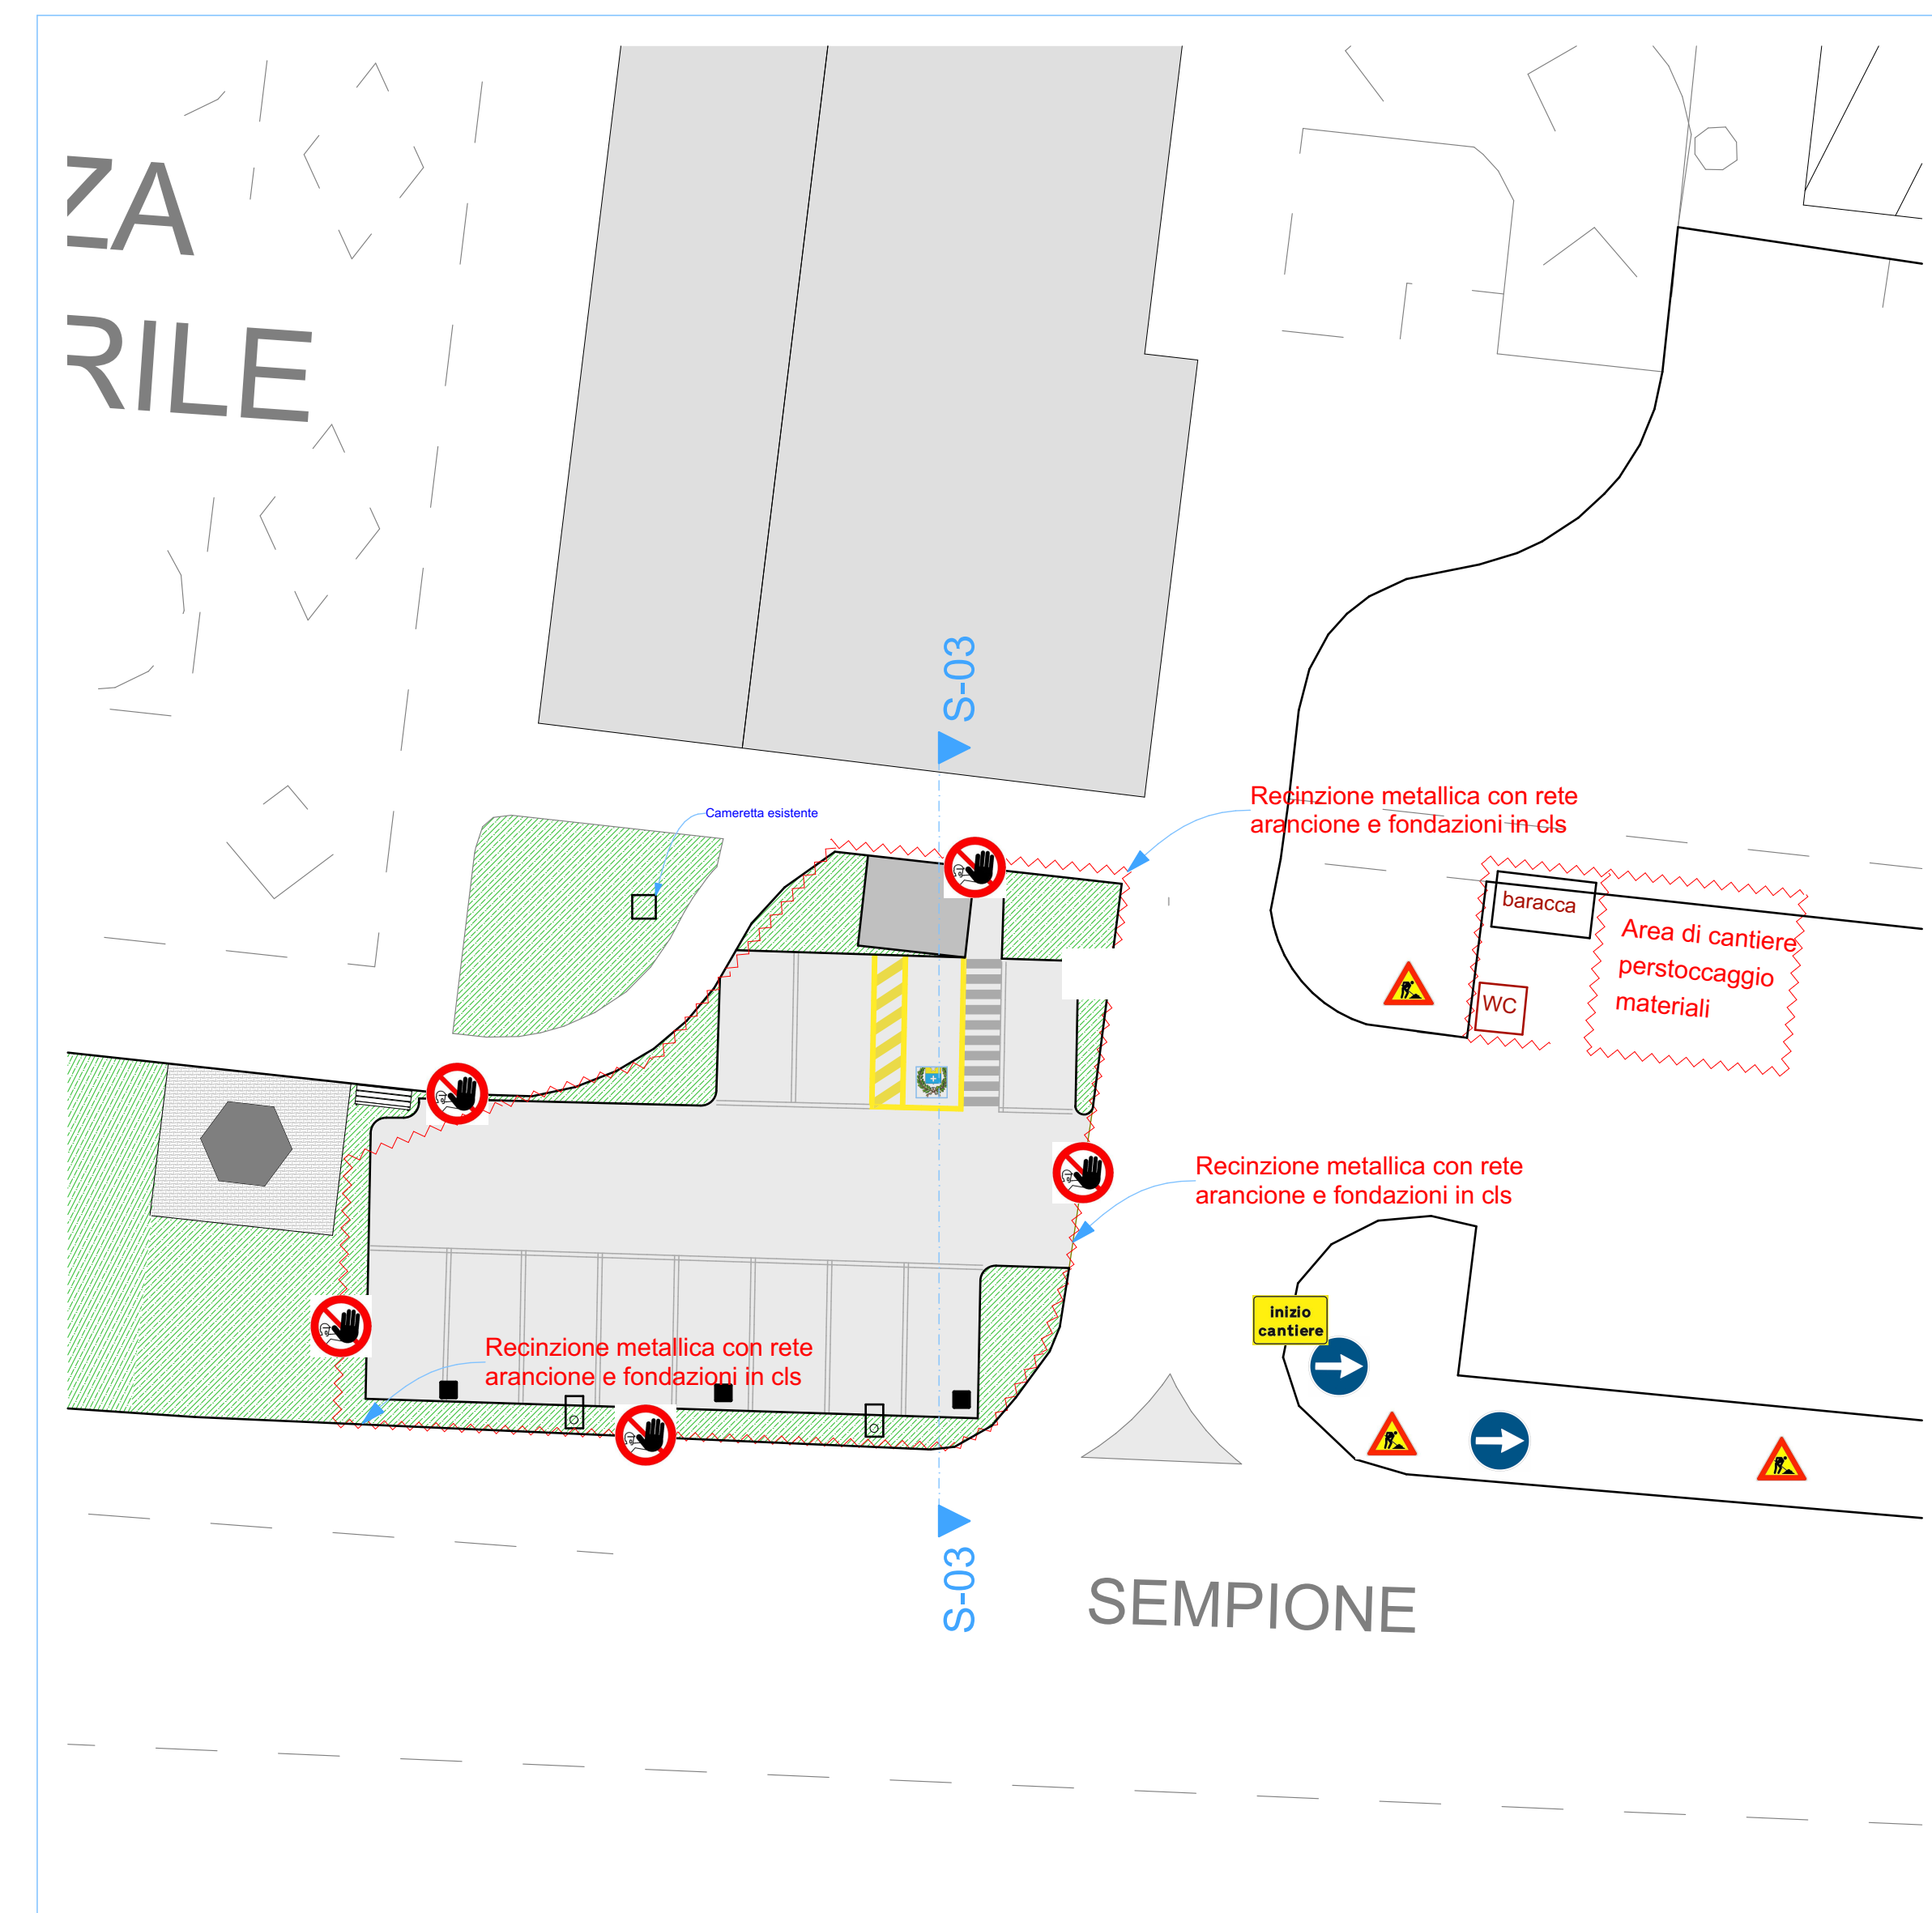 ZA
RILE
S-03
Cameretta esistente
Recinzione metallica con rete
arancione e fondazioni in cls
baracca
Area di cantiere
perstoccaggio
materiali
WC
Recinzione metallica con rete
arancione e fondazioni in cls
inizio
cantiere
Recinzione metallica con rete
arancione e fondazioni in cls
S-03
SEMPIONE